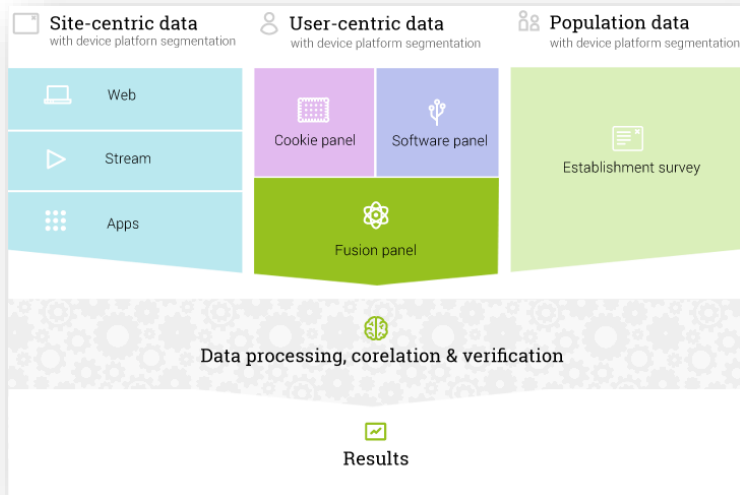 Site-centric data
with device platforn segmentation
User-centric data
with device platform segmentation
Population data
with device platform segmentation
Web
Stream
Apps
Cookie panel
Software panel
Fusion panel
Establishment survey
Data processing, corelation & verification
Results